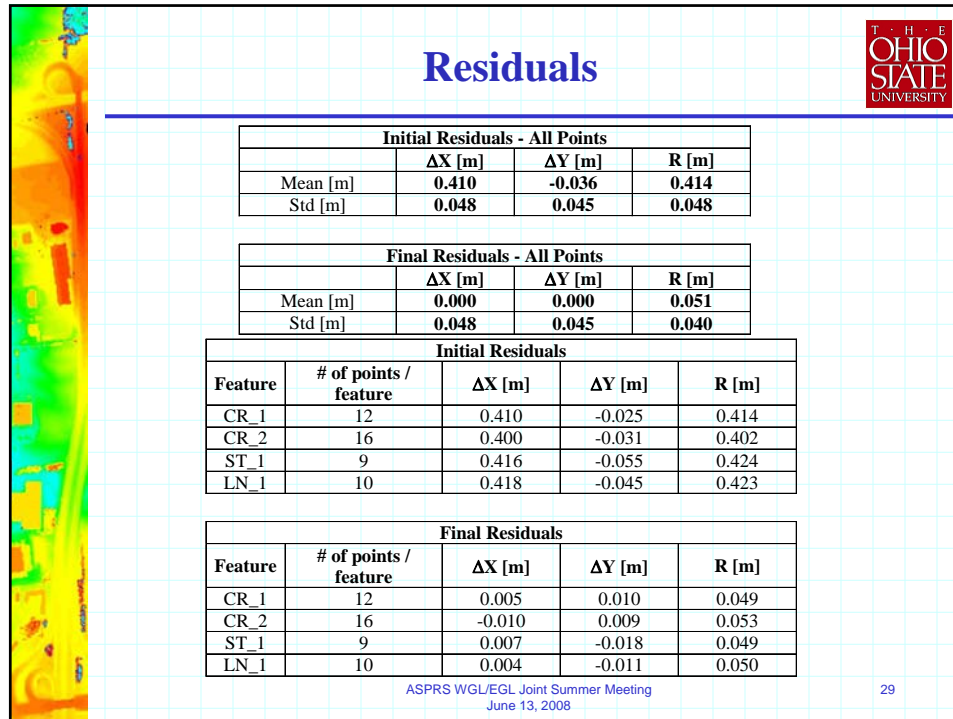 Residuals
T · H · E
OHIO
STATE
UNIVERSITY
Initial Residuals - All Points
ΔX [m] ΔY [m] R [m]
Mean [m] 0.410 -0.036 0.414
Std [m] 0.048 0.045 0.048
Final Residuals - All Points
ΔX [m] ΔY [m] R [m]
Mean [m] 0.000 0.000 0.051
Std [m] 0.048 0.045 0.040
Initial Residuals
Feature # of points / feature ΔX [m] ΔY [m] R [m]
CR_1 12 0.410 -0.025 0.414
CR_2 16 0.400 -0.031 0.402
ST_1 9 0.416 -0.055 0.424
LN_1 10 0.418 -0.045 0.423
Final Residuals
Feature # of points / feature ΔX [m] ΔY [m] R [m]
CR_1 12 0.005 0.010 0.049
CR_2 16 -0.010 0.009 0.053
ST_1 9 0.007 -0.018 0.049
LN_1 10 0.004 -0.011 0.050
ASPRS WGL/EGL Joint Summer Meeting 29
June 13, 2008